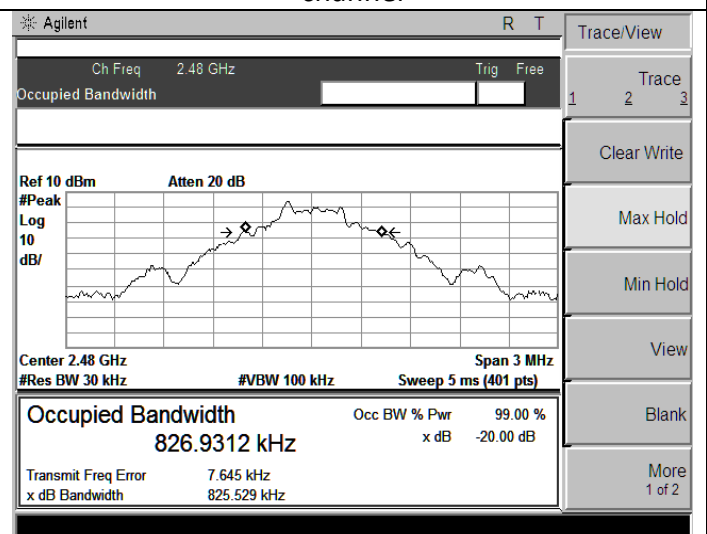 channel
Agilent R T
Trace/View
Ch Freq 2.48 GHz Trig Free
Occupied Bandwidth
Trace
1 2 3
Clear Write
Ref 10 dBm Atten 20 dB
#Peak
Log
10
dB/
Max Hold
Min Hold
View
Center 2.48 GHz Span 3 MHz
#Res BW 30 kHz #VBW 100 kHz Sweep 5 ms (401 pts)
Occupied Bandwidth Occ BW % Pwr 99.00 %
826.9312 kHz x dB -20.00 dB
Blank
Transmit Freq Error 7.645 kHz
x dB Bandwidth 825.529 kHz
More
1 of 2